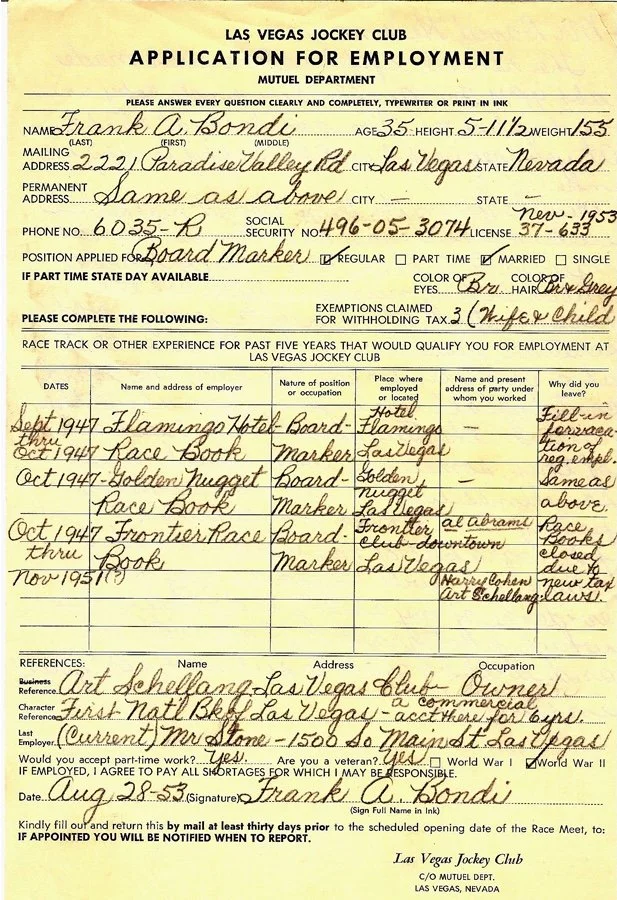 LAS VEGAS JOCKEY CLUB
APPLICATION FOR EMPLOYMENT
MUTUEL DEPARTMENT
PLEASE ANSWER EVERY QUESTION CLEARLY AND COMPLETELY, TYPEWRITER OR PRINT IN INK
NAME Frank A. Bondi AGE 35 HEIGHT 5-11 1/2 WEIGHT 155
(LAST) (FIRST) (MIDDLE)
MAILING
ADDRESS 2221 Paradise Valley Rd CITY Las Vegas STATE Nevada
PERMANENT
ADDRESS Same as above CITY — STATE —
Nev - 1953
PHONE NO. 6035-R SOCIAL SECURITY NO. 496-05-3074 LICENSE 37-633
POSITION APPLIED FOR Board Marker ☑ REGULAR ☐ PART TIME ☑ MARRIED ☐ SINGLE
IF PART TIME STATE DAY AVAILABLE COLOR OF EYES Br COLOR OF HAIR Br & Grey
PLEASE COMPLETE THE FOLLOWING: EXEMPTIONS CLAIMED FOR WITHHOLDING TAX 3 (Wife & Child
RACE TRACK OR OTHER EXPERIENCE FOR PAST FIVE YEARS THAT WOULD QUALIFY YOU FOR EMPLOYMENT AT
LAS VEGAS JOCKEY CLUB
DATES Name and address of employer Nature of position or occupation Place where employed or located Name and present address of party under whom you worked Why did you leave?
Sept 1947 thru Oct 1947 Flamingo Hotel - Race Book Board-Marker Hotel Flamingo Las Vegas — Fill-in for vacation of reg. empl.
Oct 1947 - Golden Nugget Race Book Board-Marker Golden Nugget Las Vegas — Same as above.
Oct 1947 thru Nov 1951(?) Frontier Race Book Board-Marker Frontier Club-downtown Las Vegas al Abrams Harry Cohen Art Schellang Race Books closed due to new tax laws.
REFERENCES: Name Address Occupation
Business
Reference Art Schellang Las Vegas Club - Owner
Character
Reference First Natl Bk of Las Vegas - a commercial acct there for 6 yrs.
Last
Employer (Current) Mr Stone - 1500 So Main St Las Vegas
Would you accept part-time work? Yes. Are you a veteran? Yes ☐ World War I ☑ World War II
IF EMPLOYED, I AGREE TO PAY ALL SHORTAGES FOR WHICH I MAY BE RESPONSIBLE.
Date Aug 28-53 (Signature) Frank A. Bondi
(Sign Full Name in Ink)
Kindly fill out and return this by mail at least thirty days prior to the scheduled opening date of the Race Meet, to:
IF APPOINTED YOU WILL BE NOTIFIED WHEN TO REPORT.
Las Vegas Jockey Club
C/O MUTUEL DEPT.
LAS VEGAS, NEVADA